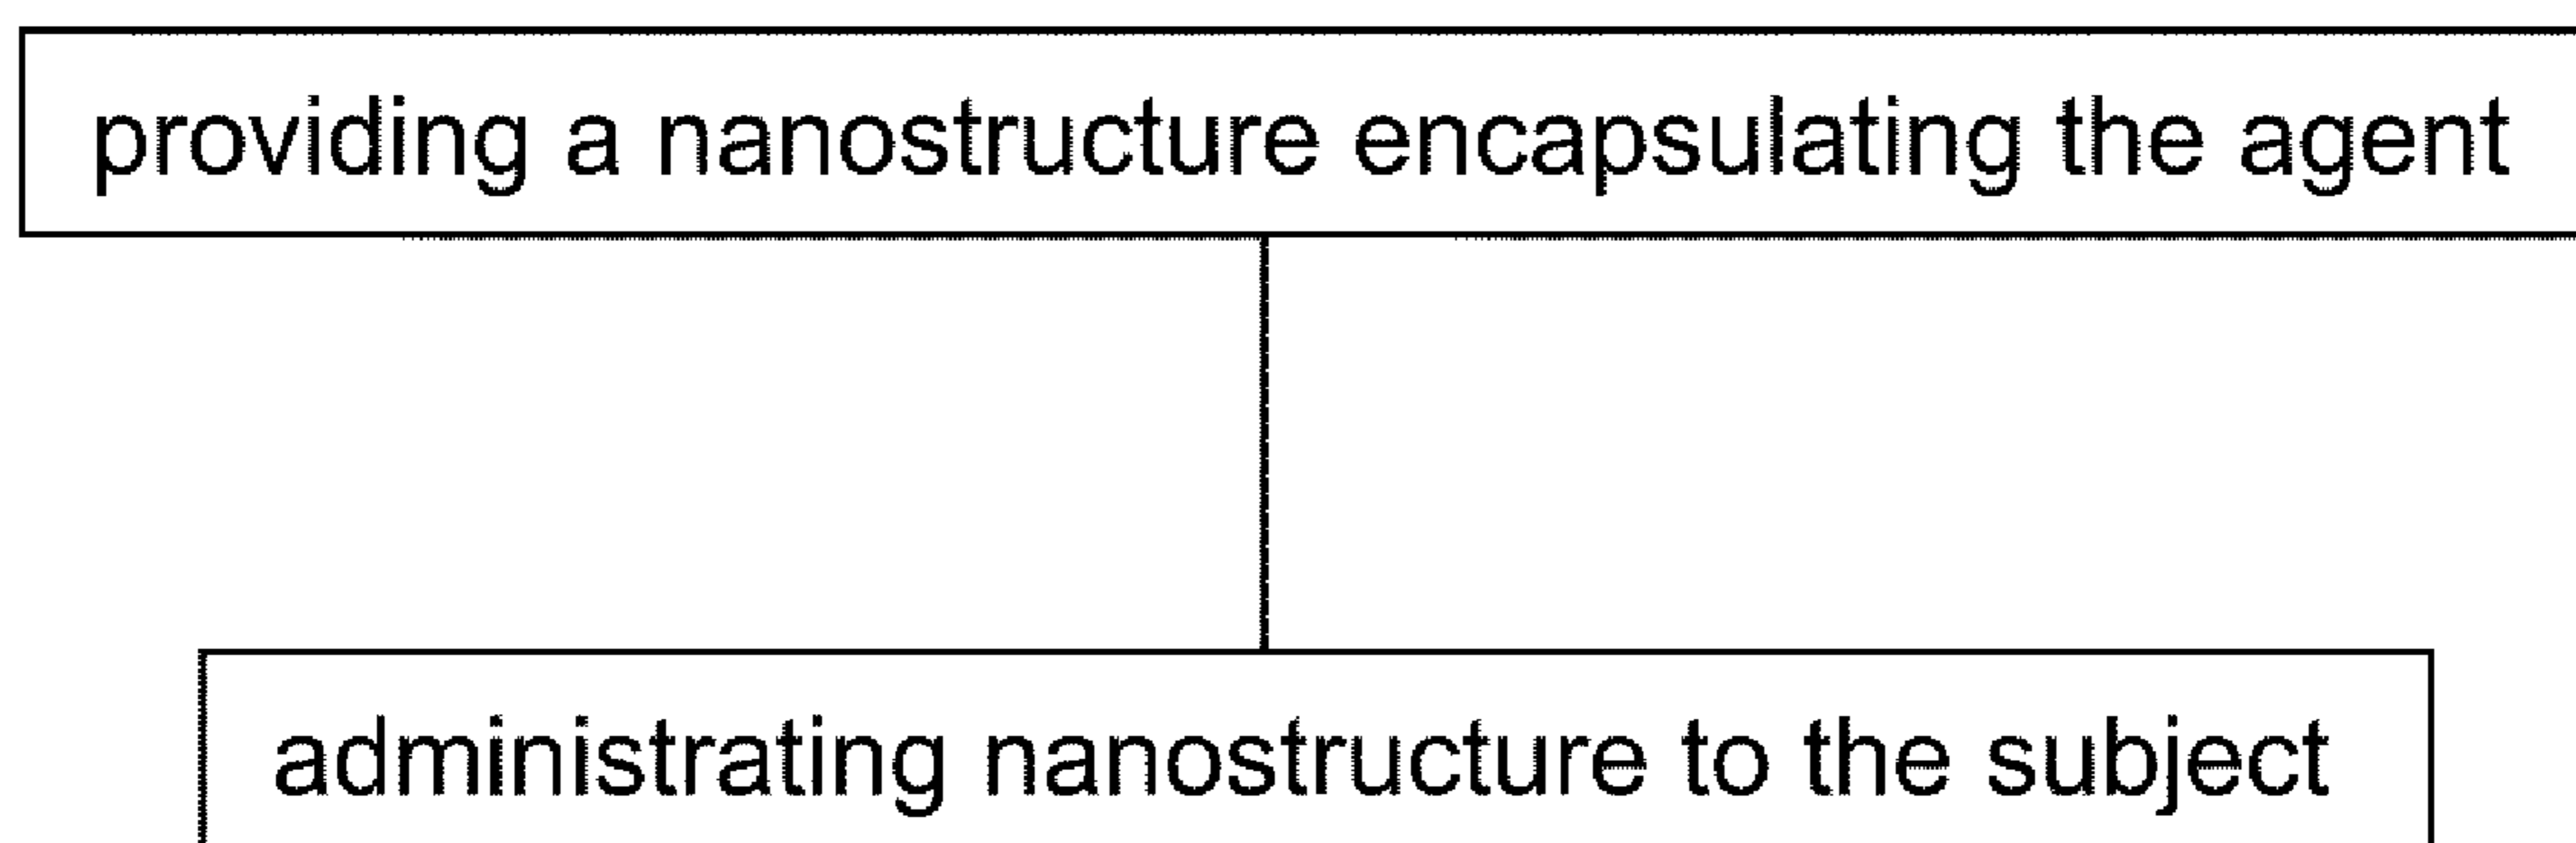 providing a nanostructure encapsulating the agent
administrating nanostructure to the subject